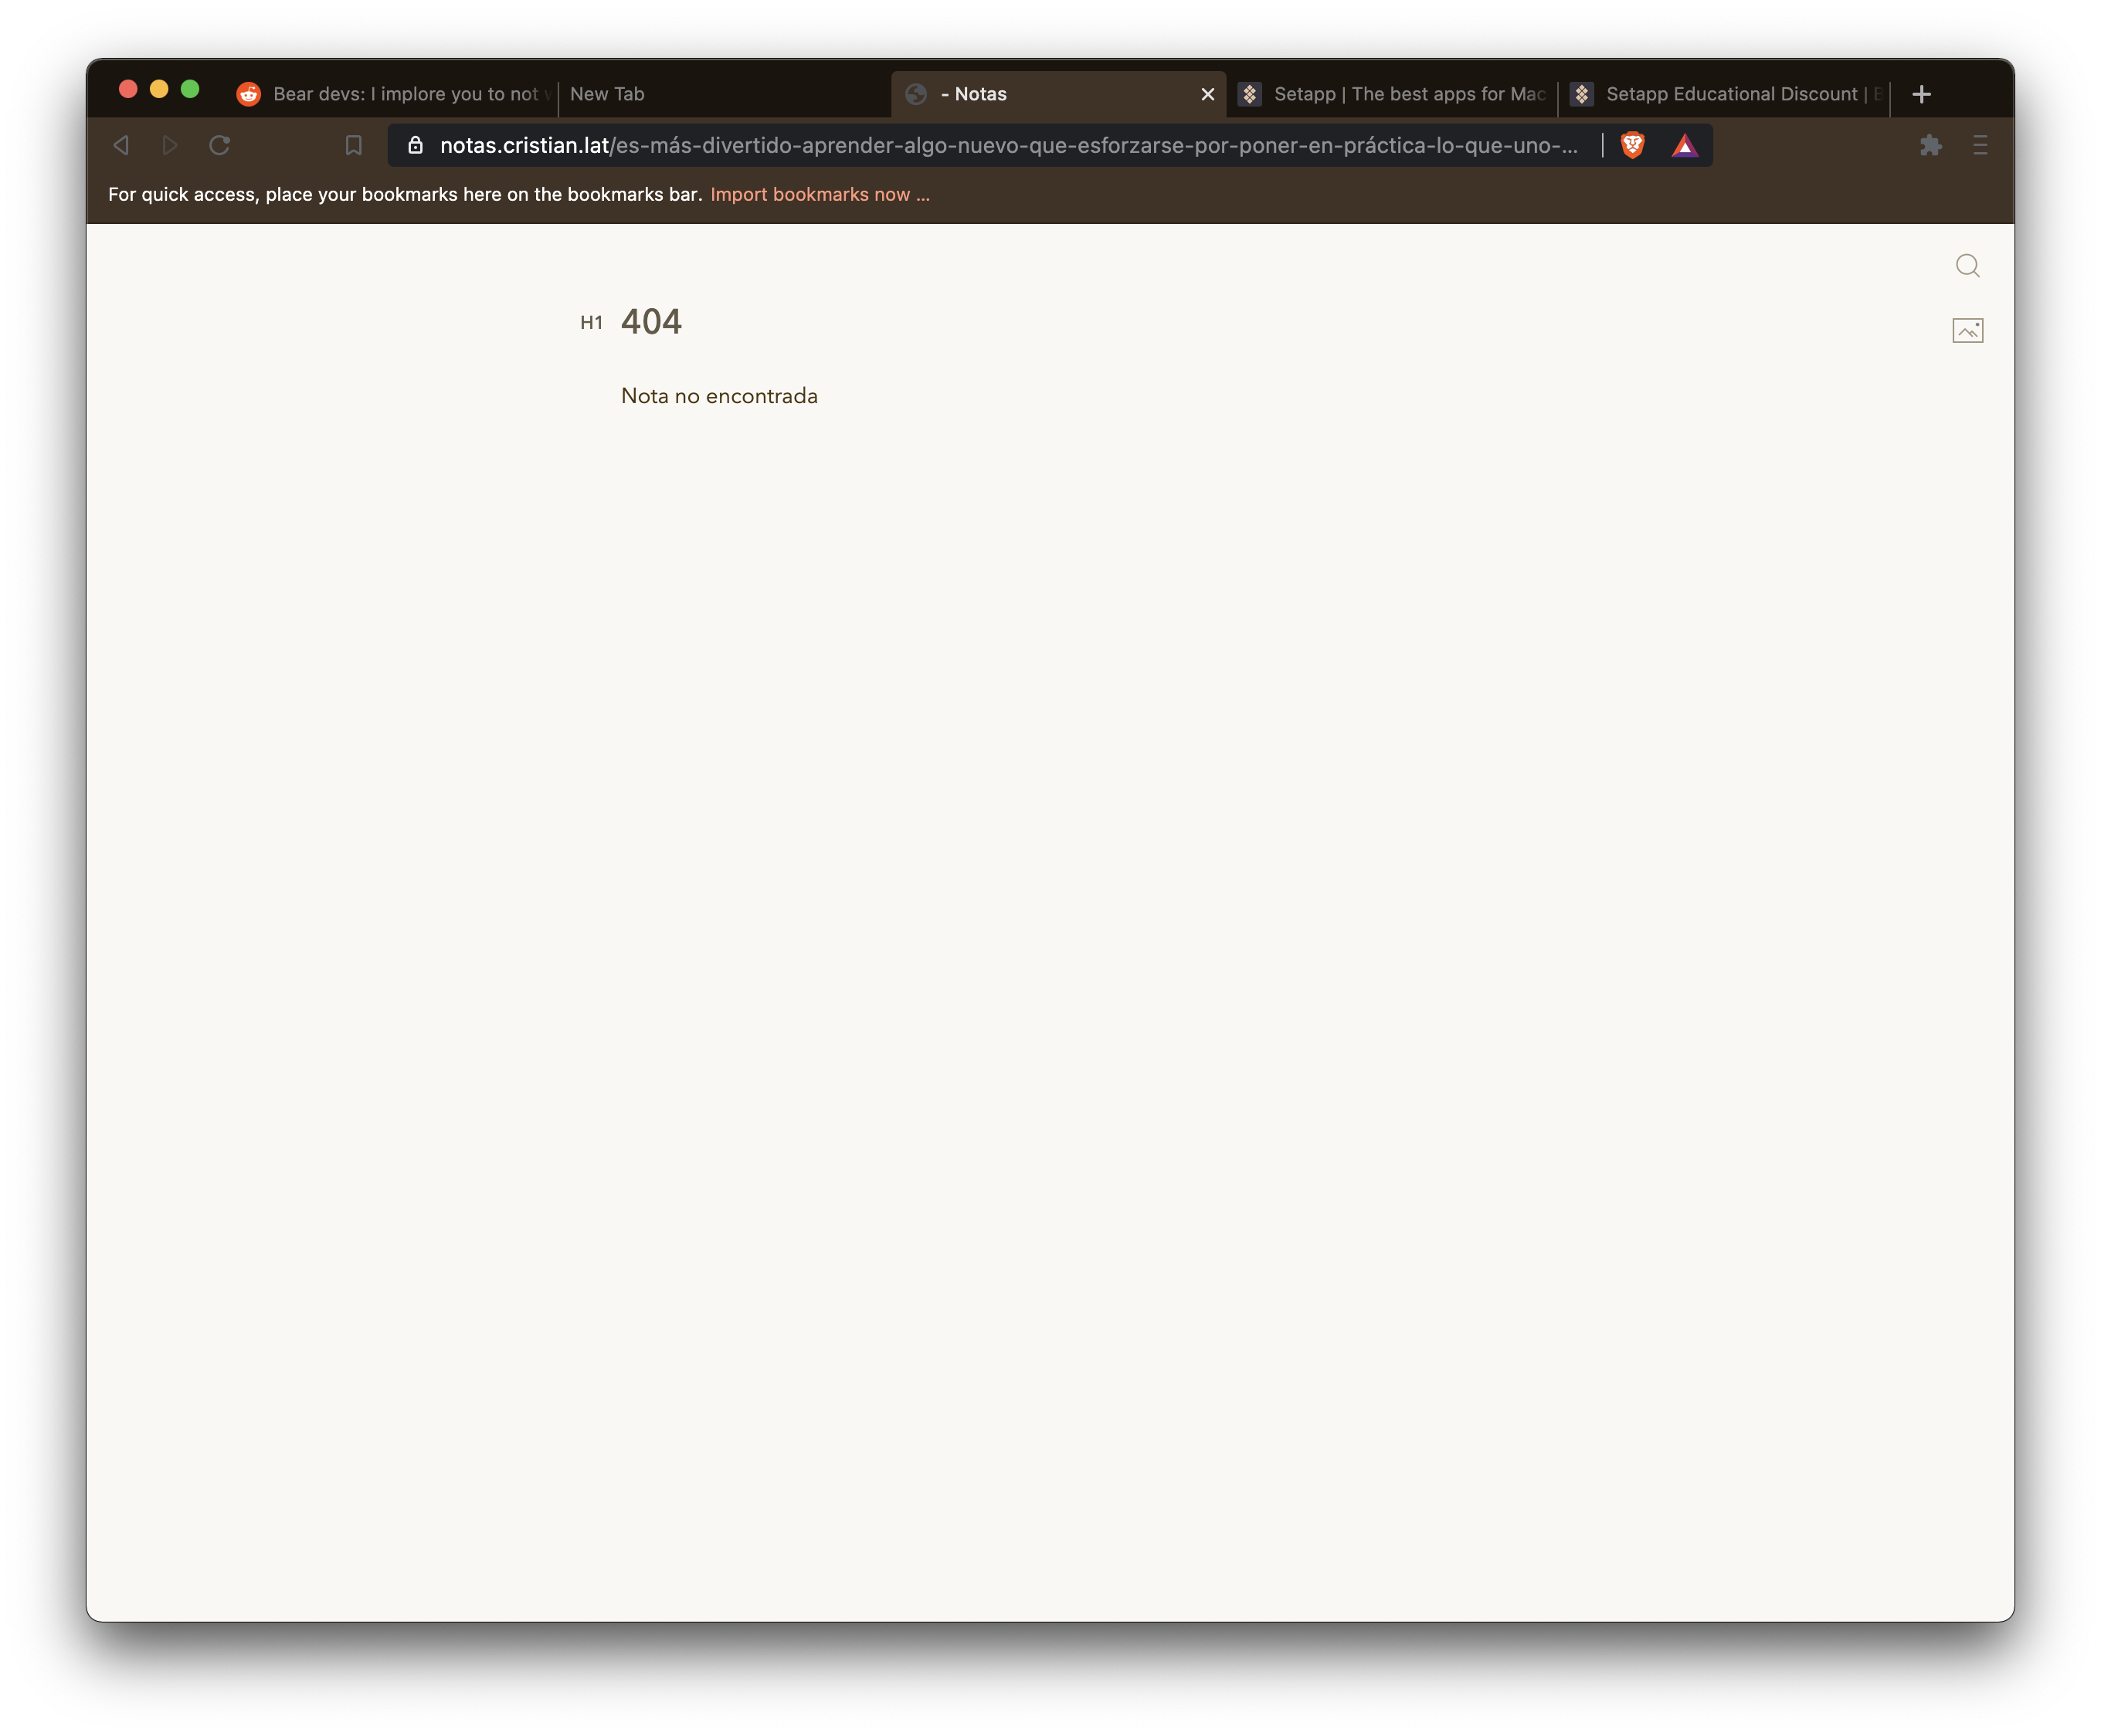 Bear devs: I implore you to not
New Tab
- Notas
Setapp | The best apps for Mac
Setapp Educational Discount |
notas.cristian.lat/es-más-divertido-aprender-algo-nuevo-que-esforzarse-por-poner-en-práctica-lo-que-uno-...
For quick access, place your bookmarks here on the bookmarks bar. Import bookmarks now ...
H1 404
Nota no encontrada